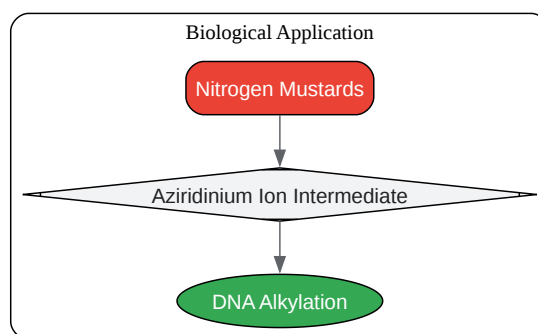 Biological Application
Nitrogen Mustards
Aziridinium Ion Intermediate
DNA Alkylation